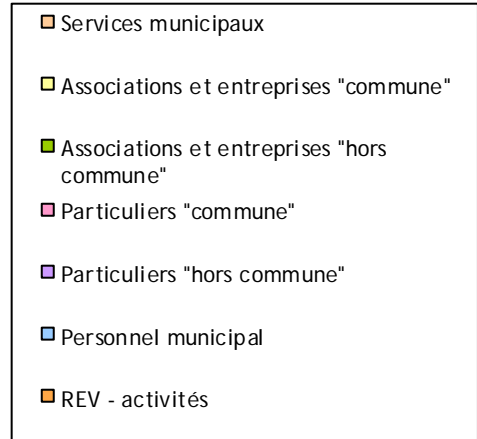 Services municipaux
Associations et entreprises "commune"
Associations et entreprises "hors
commune"
Particuliers "commune"
Particuliers "hors commune"
Personnel municipal
REV - activités